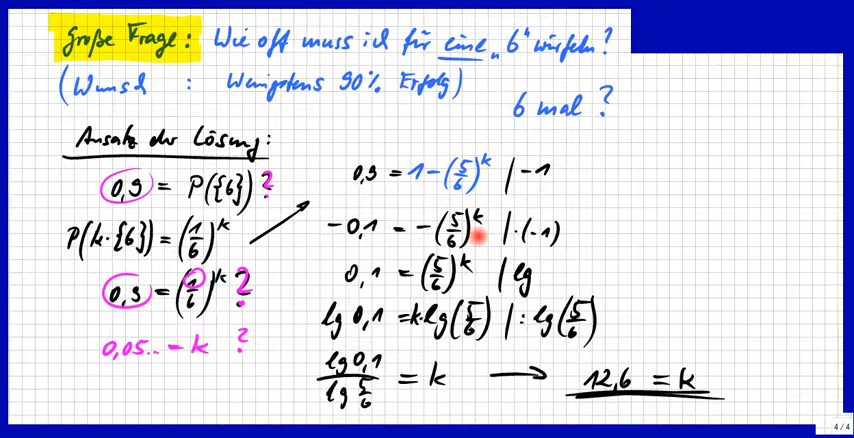 Große Frage: Wie oft muss ich für eine „6“ würfeln?
(Wunsch : Wenigstens 90% Erfolg)
6 mal ?
Ansatz der Lösung:
0,9 = P({6}) ?
P(k·{6}) = (1/6)^k
0,9 = (1/6)^k ?
0,05.. = k ?
0,9 = 1 - (5/6)^k | -1
-0,1 = -(5/6)^k | ·(-1)
0,1 = (5/6)^k | lg
lg 0,1 = k·lg(5/6) | : lg(5/6)
lg 0,1 / lg 5/6 = k → 12,6 = k
4/4